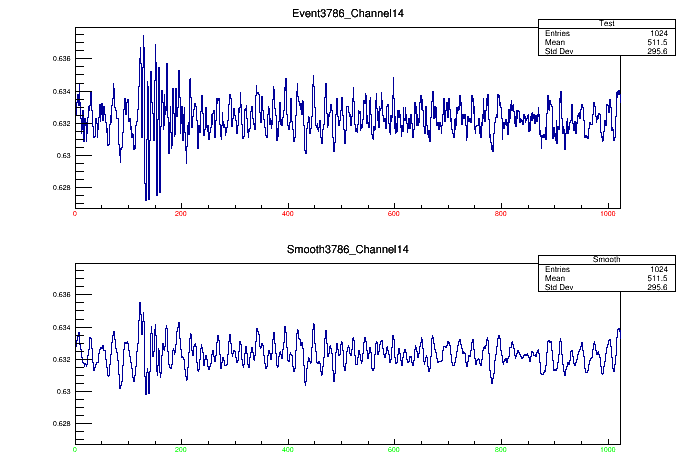 Event3786_Channel14
Test
Entries 1024
Mean 511.5
Std Dev 295.6
0.636
0.634
0.632
0.63
0.628
0 200 400 600 800 1000
Smooth3786_Channel14
Smooth
Entries 1024
Mean 511.5
Std Dev 295.6
0.636
0.634
0.632
0.63
0.628
0 200 400 600 800 1000